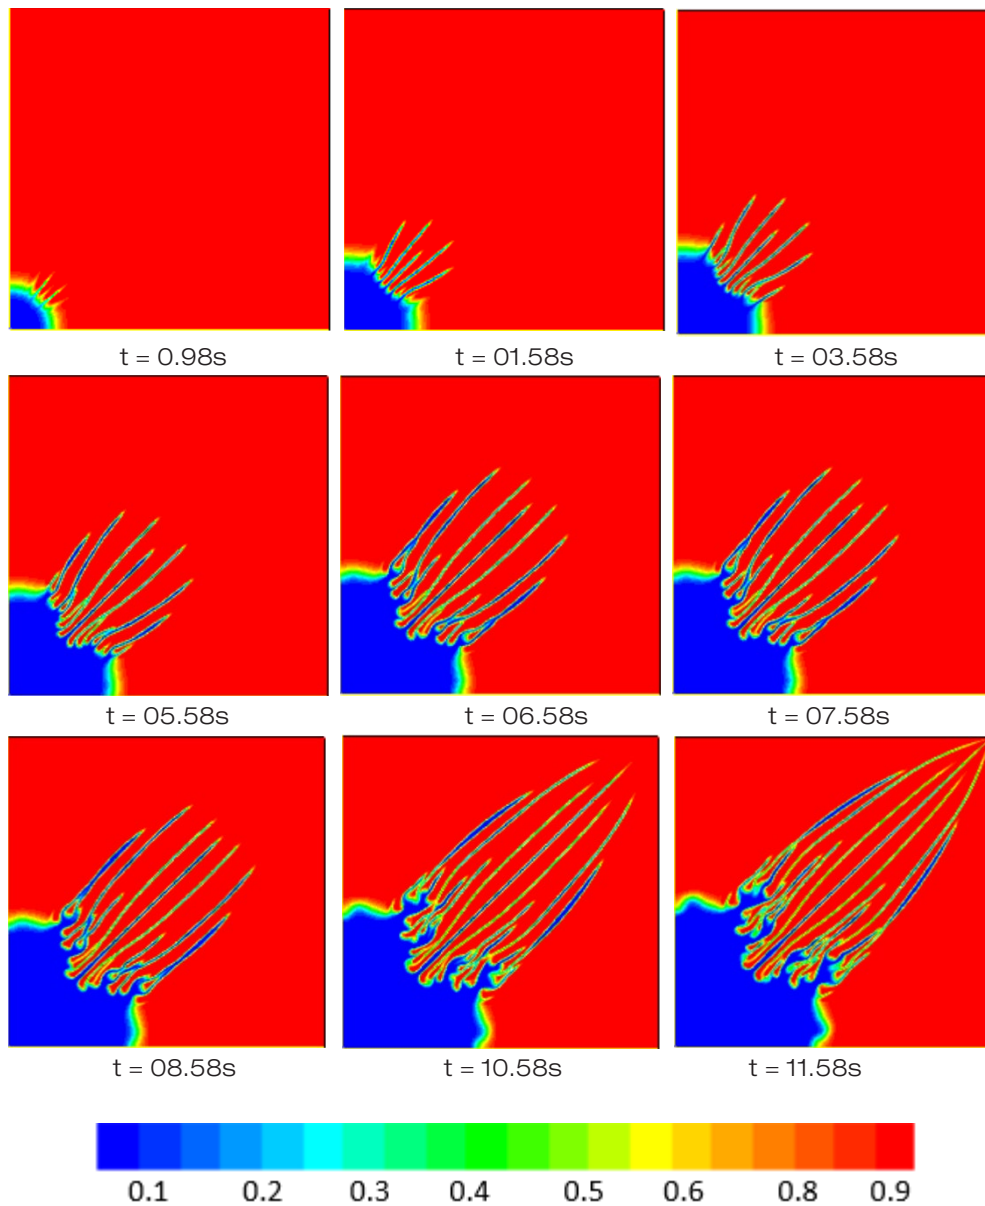 t = 0.98s
t = 01.58s
t = 03.58s
t = 05.58s
t = 06.58s
t = 07.58s
t = 08.58s
t = 10.58s
t = 11.58s
0.1 0.2 0.3 0.4 0.5 0.6 0.8 0.9